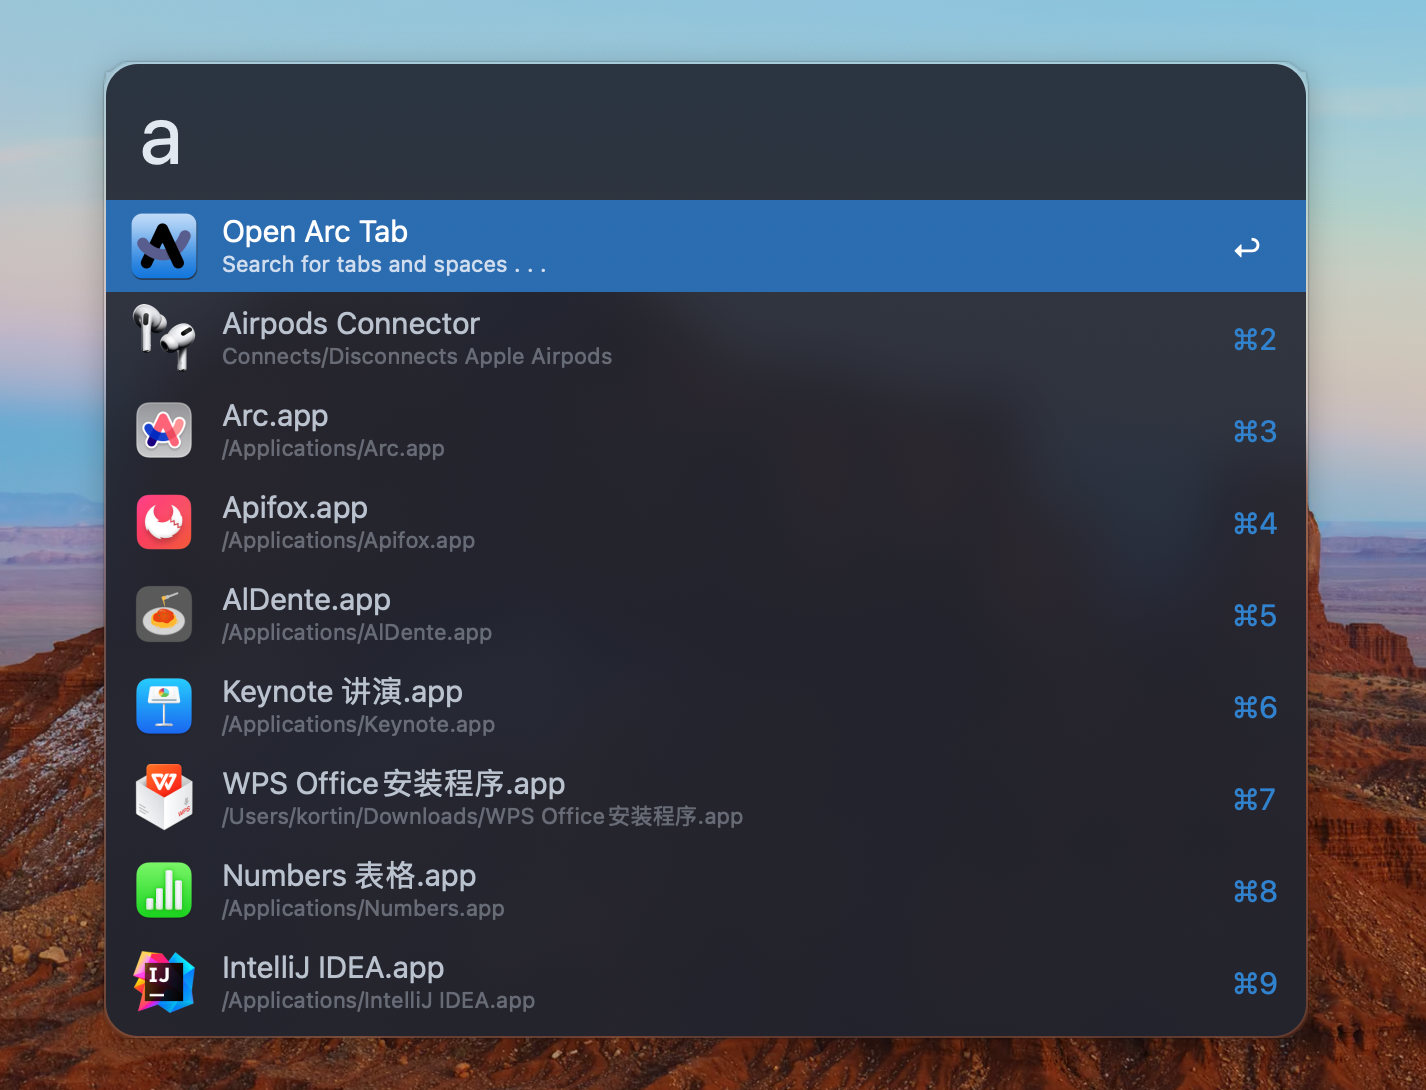 a
Open Arc Tab
Search for tabs and spaces . . .
Airpods Connector
Connects/Disconnects Apple Airpods
⌘2
Arc.app
/Applications/Arc.app
⌘3
Apifox.app
/Applications/Apifox.app
⌘4
AlDente.app
/Applications/AlDente.app
⌘5
Keynote 讲演.app
/Applications/Keynote.app
⌘6
WPS Office安装程序.app
/Users/kortin/Downloads/WPS Office安装程序.app
⌘7
WPS
Numbers 表格.app
/Applications/Numbers.app
⌘8
IJ
IntelliJ IDEA.app
/Applications/IntelliJ IDEA.app
⌘9